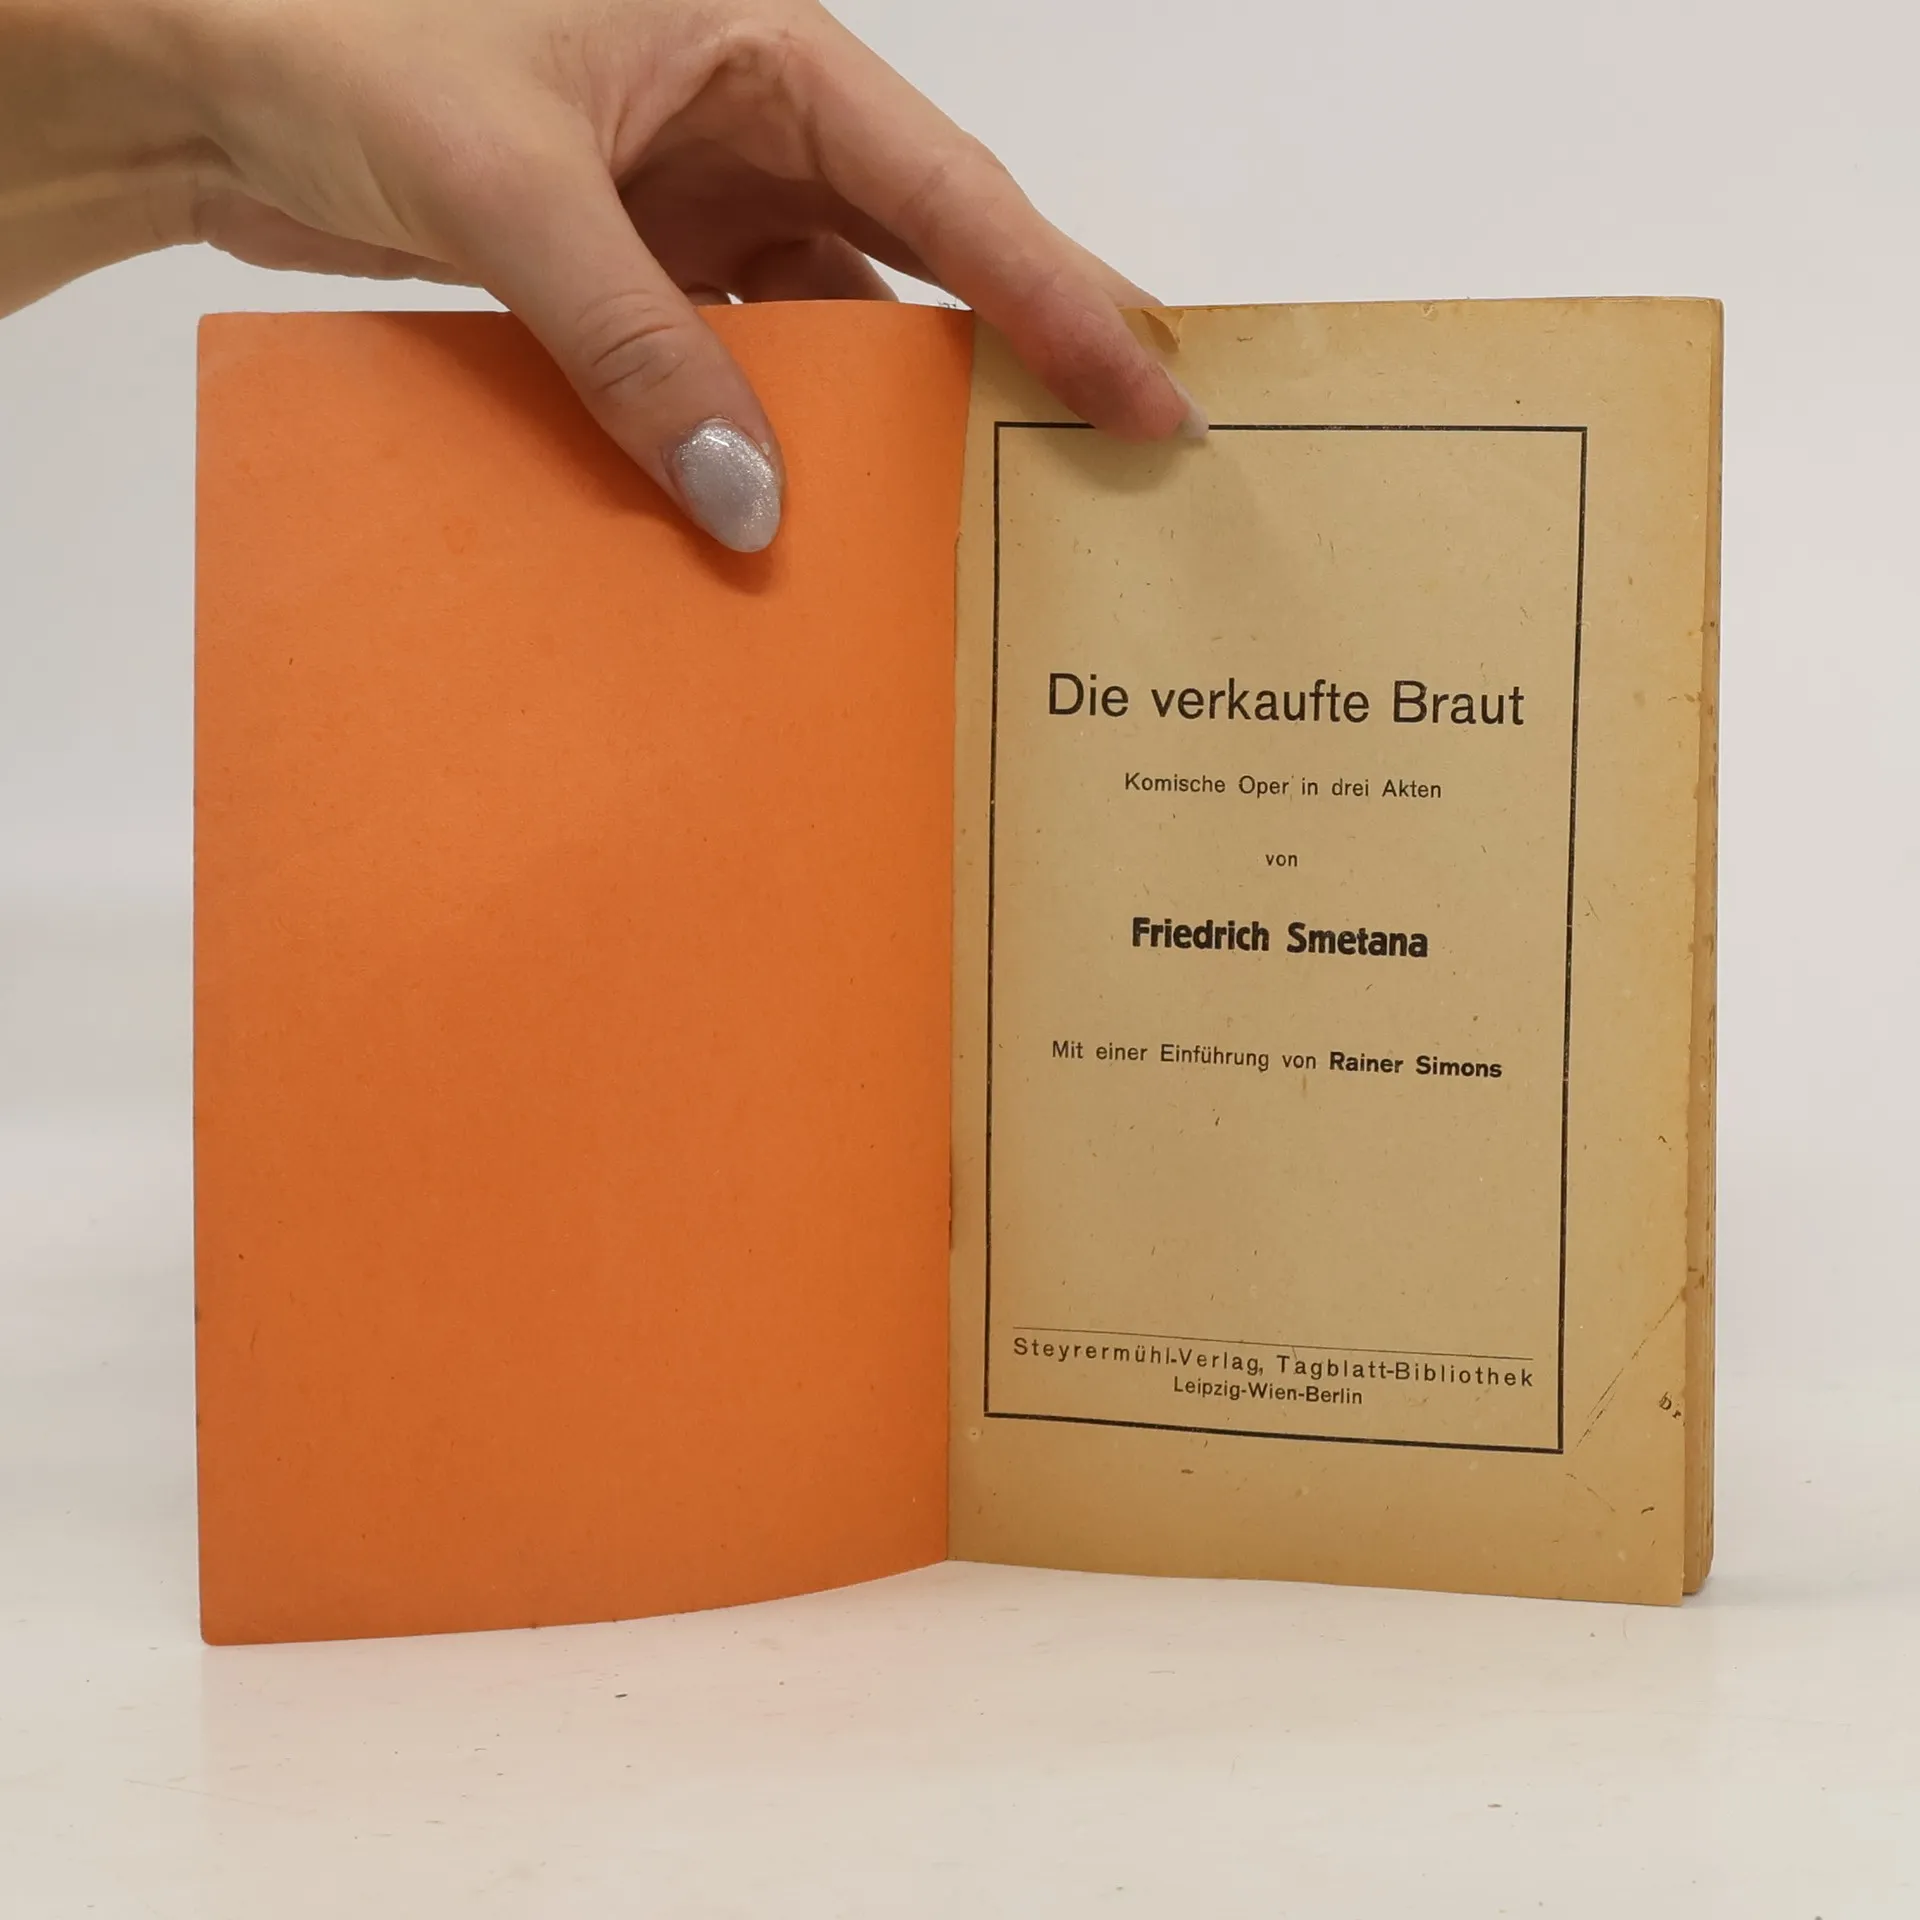 Die verkaufte Braut
Komische Oper in drei Akten
von
Friedrich Smetana
Mit einer Einführung von Rainer Simons
Steyrermühl-Verlag, Tagblatt-Bibliothek
Leipzig-Wien-Berlin